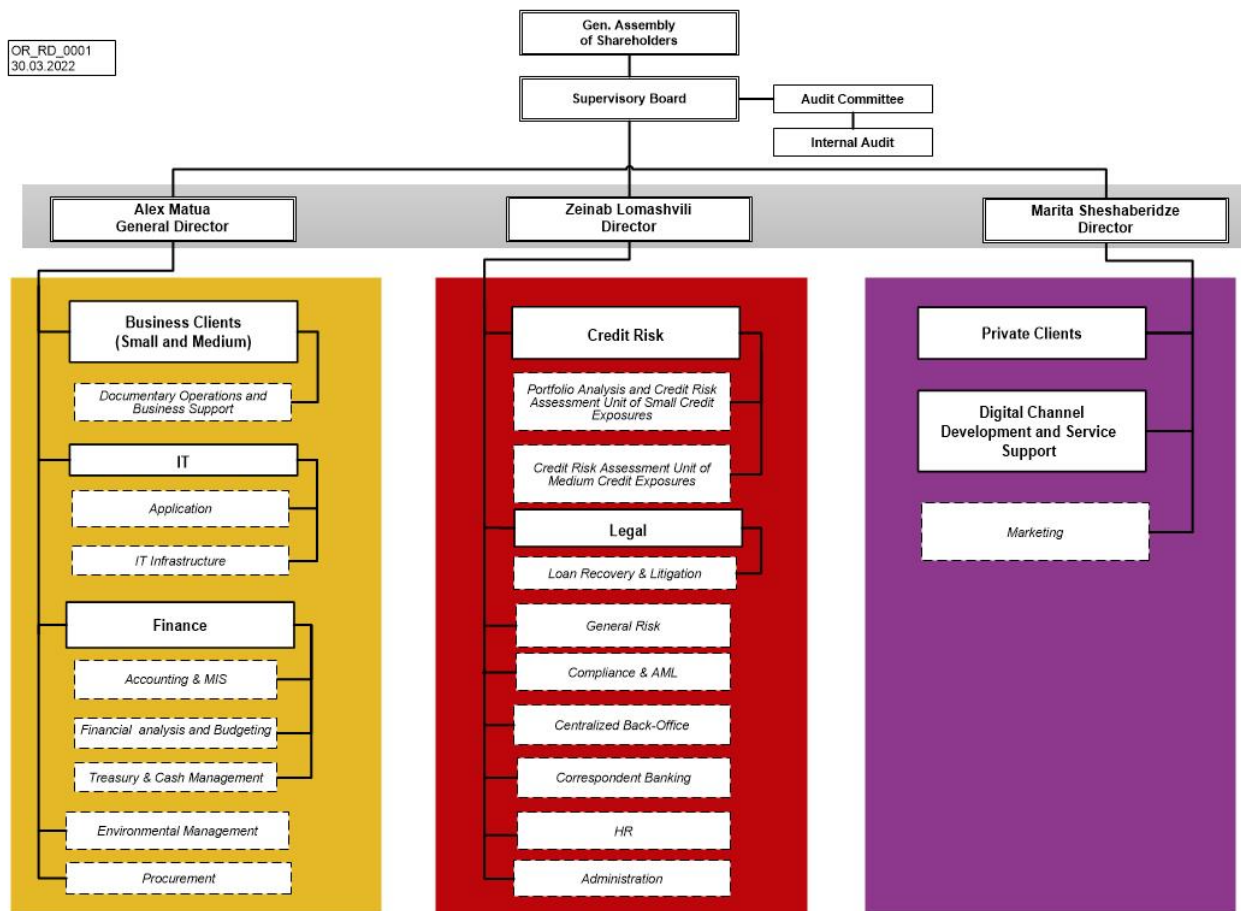 OR_RD_0001
30.03.2022
Gen. Assembly
of Shareholders
Supervisory Board
Audit Committee
Internal Audit
Alex Matua
General Director
Zeinab Lomashvili
Director
Marita Sheshaberidze
Director
Business Clients
(Small and Medium)
Documentary Operations and
Business Support
IT
Application
IT Infrastructure
Finance
Accounting & MIS
Financial analysis and Budgeting
Treasury & Cash Management
Environmental Management
Procurement
Credit Risk
Portfolio Analysis and Credit Risk
Assessment Unit of Small Credit
Exposures
Credit Risk Assessment Unit of
Medium Credit Exposures
Legal
Loan Recovery & Litigation
General Risk
Compliance & AML
Centralized Back-Office
Correspondent Banking
HR
Administration
Private Clients
Digital Channel
Development and Service
Support
Marketing